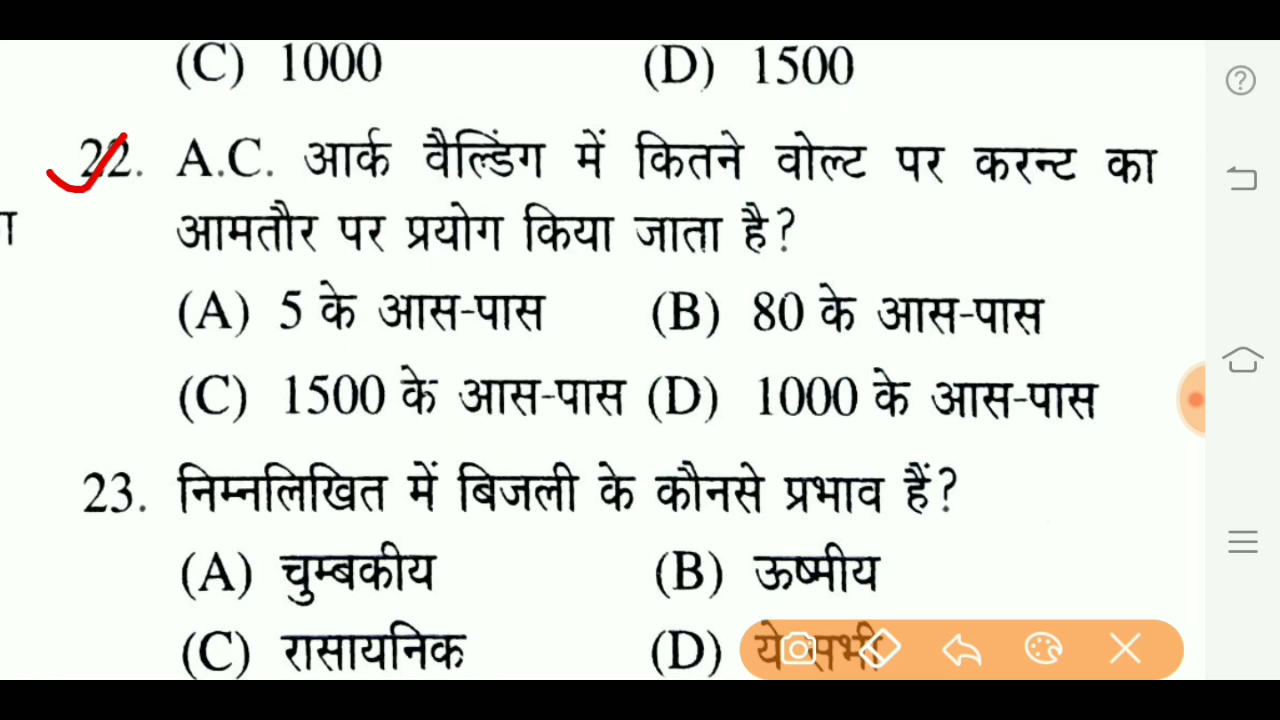 (C) 1000 (D) 1500
22. A.C. आर्क वैल्डिंग में कितने वोल्ट पर करन्ट का
आमतौर पर प्रयोग किया जाता है?
(A) 5 के आस-पास (B) 80 के आस-पास
(C) 1500 के आस-पास (D) 1000 के आस-पास
23. निम्नलिखित में बिजली के कौनसे प्रभाव हैं?
(A) चुम्बकीय (B) ऊष्मीय
(C) रासायनिक (D) ये सभी